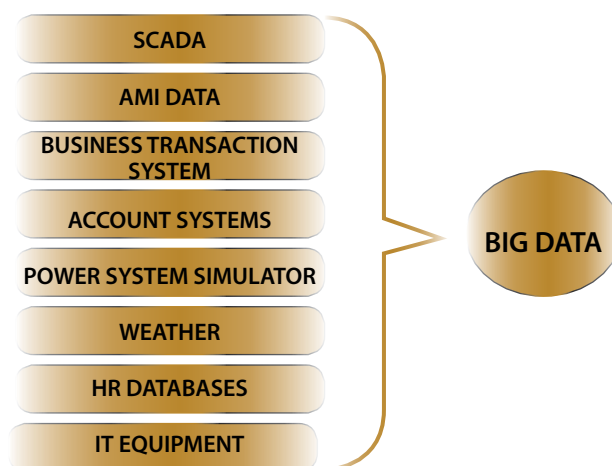 SCADA
AMI DATA
BUSINESS TRANSACTION
SYSTEM
ACCOUNT SYSTEMS
POWER SYSTEM SIMULATOR
WEATHER
HR DATABASES
IT EQUIPMENT
BIG DATA